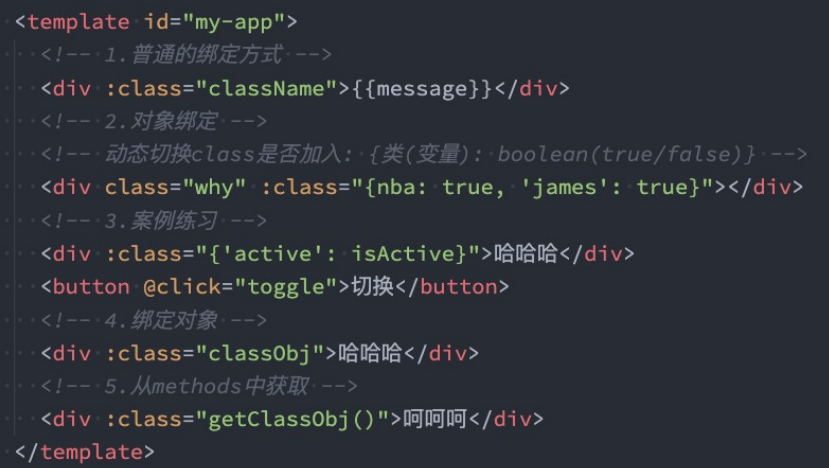 <template id="my-app">
<!-- 1.普通的绑定方式 -->
<div :class="className">{{message}}</div>
<!-- 2.对象绑定 -->
<!-- 动态切换class是否加入: {类(变量): boolean(true/false)} -->
<div class="why" :class="{nba: true, 'james': true}"></div>
<!-- 3.案例练习 -->
<div :class="{'active': isActive}">哈哈哈</div>
<button @click="toggle">切换</button>
<!-- 4.绑定对象 -->
<div :class="classObj">哈哈哈</div>
<!-- 5.从methods中获取 -->
<div :class="getClassObj()">呵呵呵</div>
</template>